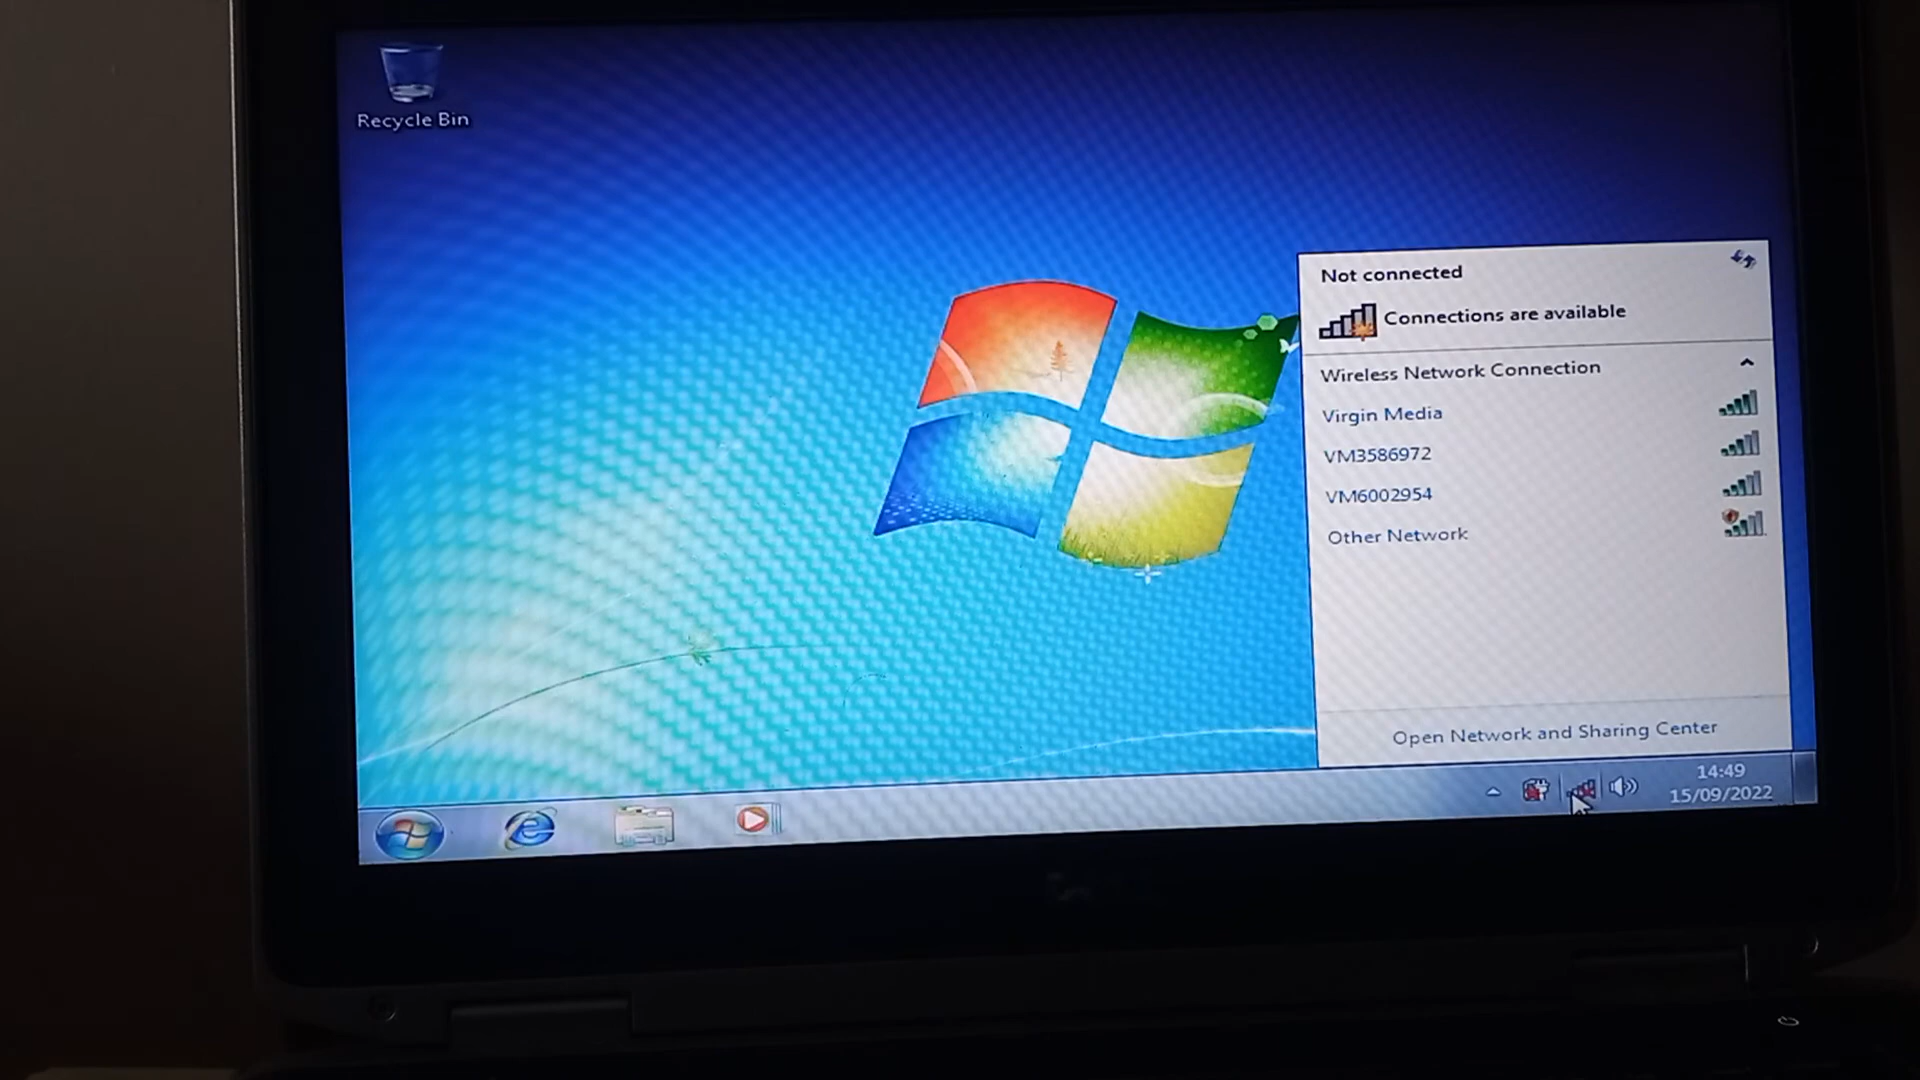 Recycle Bin
Not connected
Connections are available
Wireless Network Connection
Virgin Media
VM3586972
VM6002954
Other Network
Open Network and Sharing Center
14:49
15/09/2022